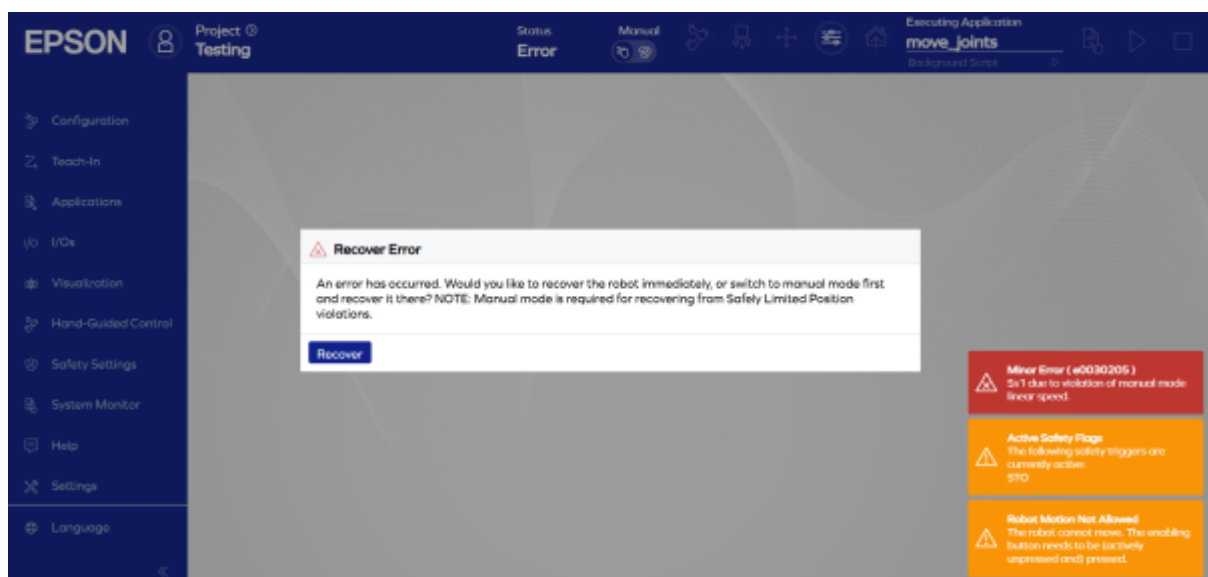 EPSON
Project
Testing
Status
Error
Manual
Executing Application
move_joints
Background Script
Configuration
Teach-In
Applications
I/Os
Visualization
Hand-Guided Control
Safety Settings
System Monitor
Help
Settings
Language
Recover Error
An error has occurred. Would you like to recover the robot immediately, or switch to manual mode first
and recover it there? NOTE: Manual mode is required for recovering from Safely Limited Position
violations.
Recover
Minor Error ( e0030205 )
Ss1 due to violation of manual mode
linear speed.
Active Safety Flags
The following safety triggers are
currently active:
STO
Robot Motion Not Allowed
The robot cannot move. The enabling
button needs to be (actively
unpressed and) pressed.